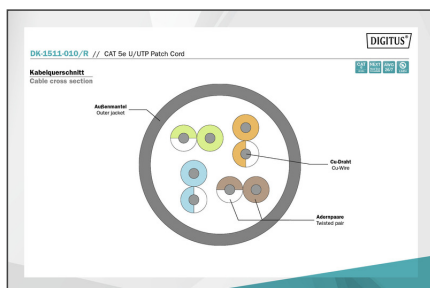 DIGITUS®
DK-1511-010/R // CAT 5e U/UTP Patch Cord
Kabelquerschnitt
Cable cross section
Außenmantel
Outer jacket
Cu-Draht
Cu-Wire
Adernpaare
Twisted pair